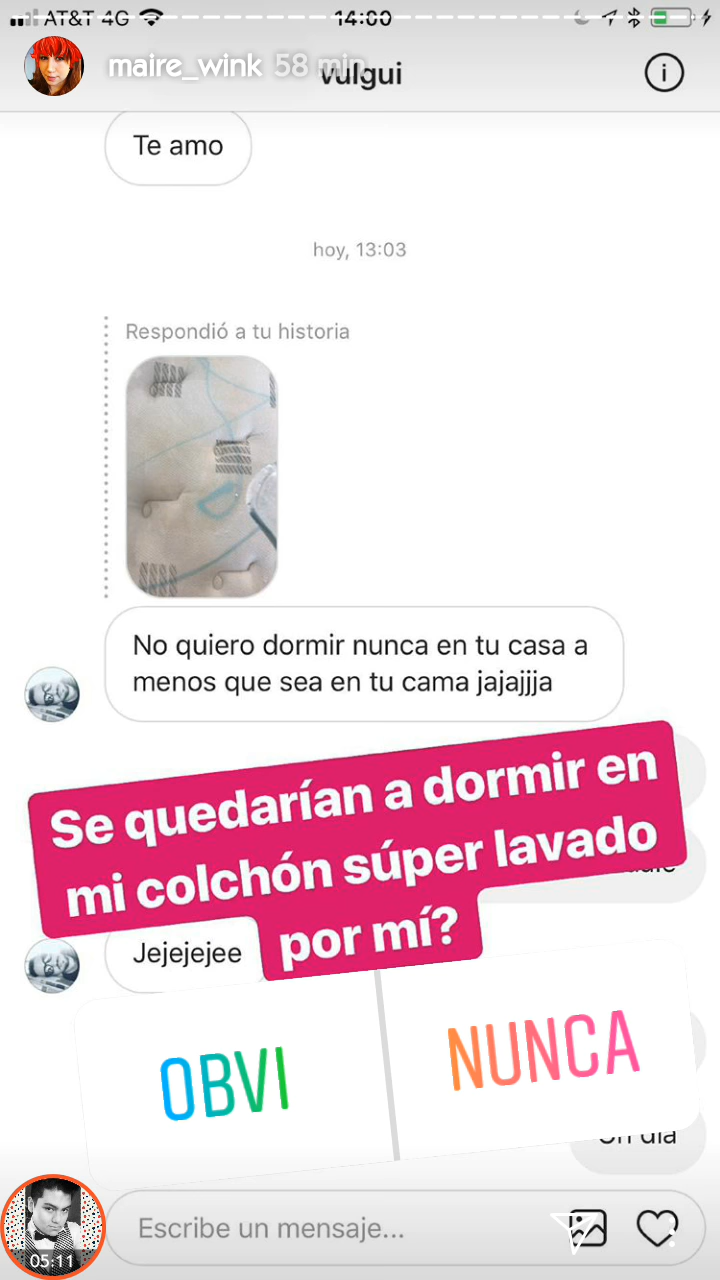 AT&T 4G 14:00
maire_wink 58 min
vulgui
Te amo
hoy, 13:03
Respondió a tu historia
No quiero dormir nunca en tu casa a
menos que sea en tu cama jajajjja
Se quedarían a dormir en
mi colchón súper lavado
por mí?
Jejejejee
OBVI
NUNCA
Un día
Escribe un mensaje...
05:11